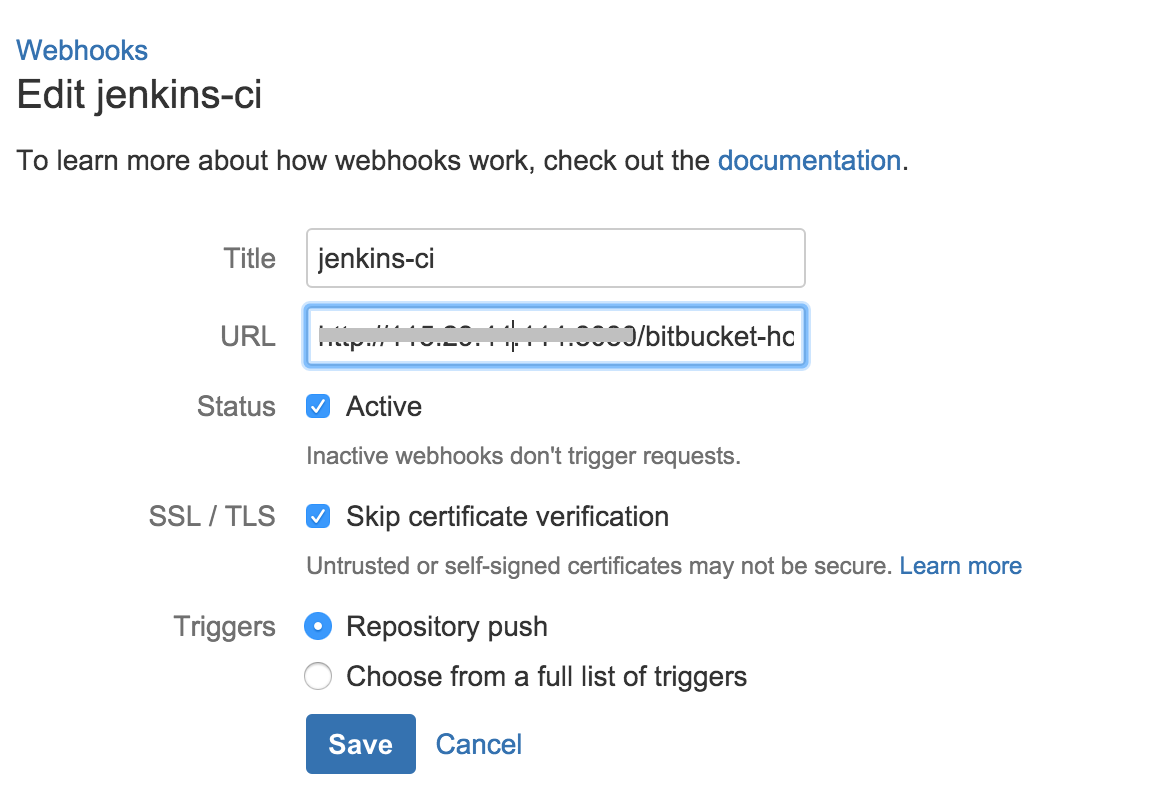 Webhooks
Edit jenkins-ci
To learn more about how webhooks work, check out the documentation.
Title jenkins-ci
URL /bitbucket-ho
Status Active
Inactive webhooks don't trigger requests.
SSL / TLS Skip certificate verification
Untrusted or self-signed certificates may not be secure. Learn more
Triggers Repository push
Choose from a full list of triggers
Save Cancel